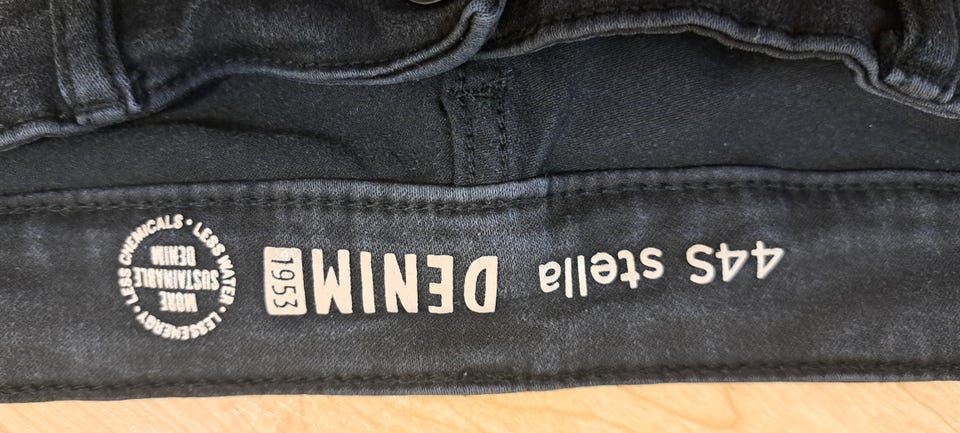 44S stella DENIM 1953
MORE
SUSTAINABLE
DENIM
LESS CHEMICALS • LESS WATER • LESS ENERGY •